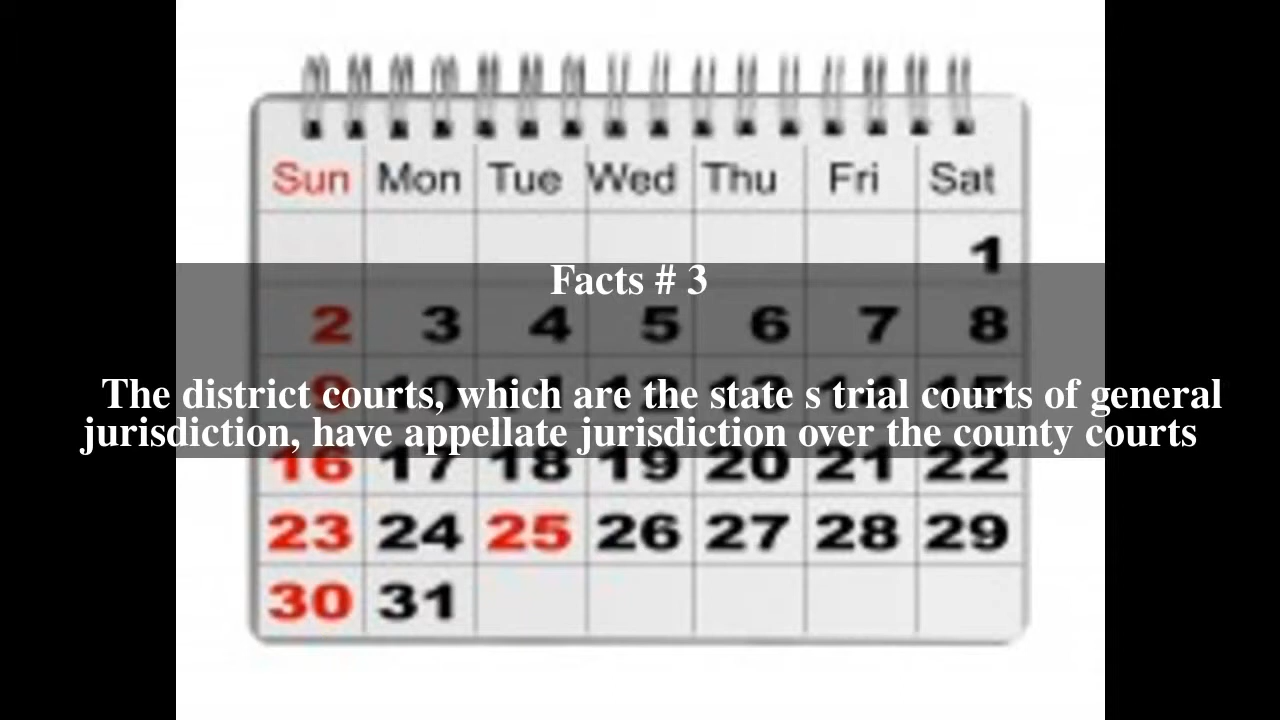 Sun Mon Tue Wed Thu Fri Sat
1
Facts # 3
2 3 4 5 6 7 8
The district courts, which are the state s trial courts of general
jurisdiction, have appellate jurisdiction over the county courts
16 17 18 19 20 21 22
23 24 25 26 27 28 29
30 31